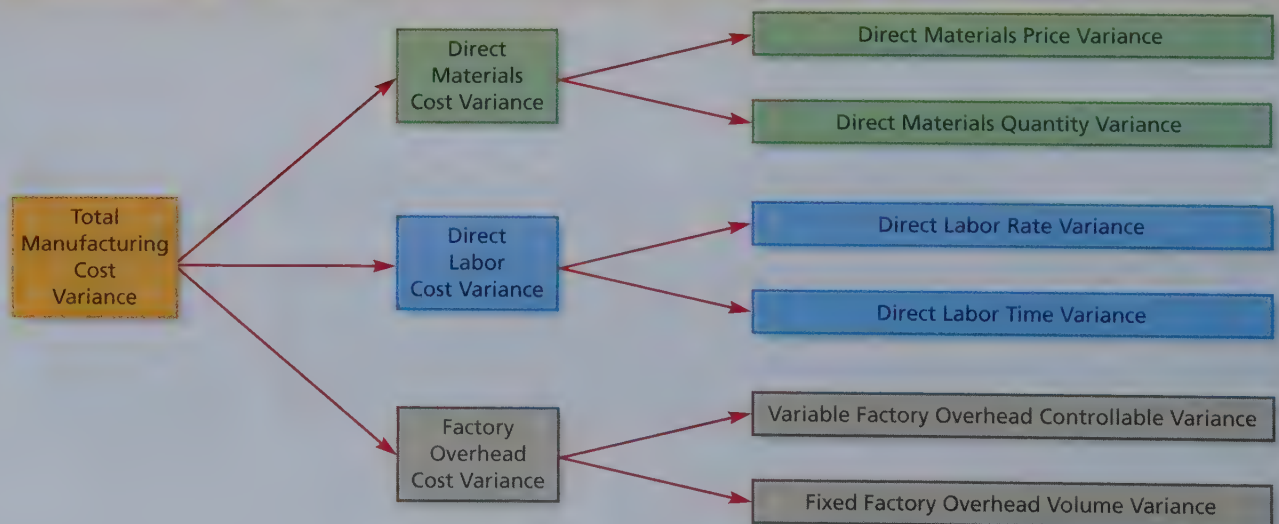 Total
Manufacturing
Cost
Variance
Direct
Materials
Cost Variance
Direct Materials Price Variance
Direct Materials Quantity Variance
Direct
Labor
Cost Variance
Direct Labor Rate Variance
Direct Labor Time Variance
Factory
Overhead
Cost Variance
Variable Factory Overhead Controllable Variance
Fixed Factory Overhead Volume Variance